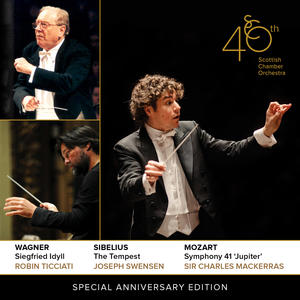 40th
Scottish
Chamber
Orchestra
WAGNER
Siegfried Idyll
ROBIN TICCIATI
SIBELIUS
The Tempest
JOSEPH SWENSEN
MOZART
Symphony 41 'Jupiter'
SIR CHARLES MACKERRAS
SPECIAL ANNIVERSARY EDITION